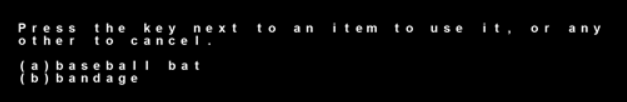 Press the key next to an item to use it, or any
other to cancel.
(a)baseball bat
(b)bandage